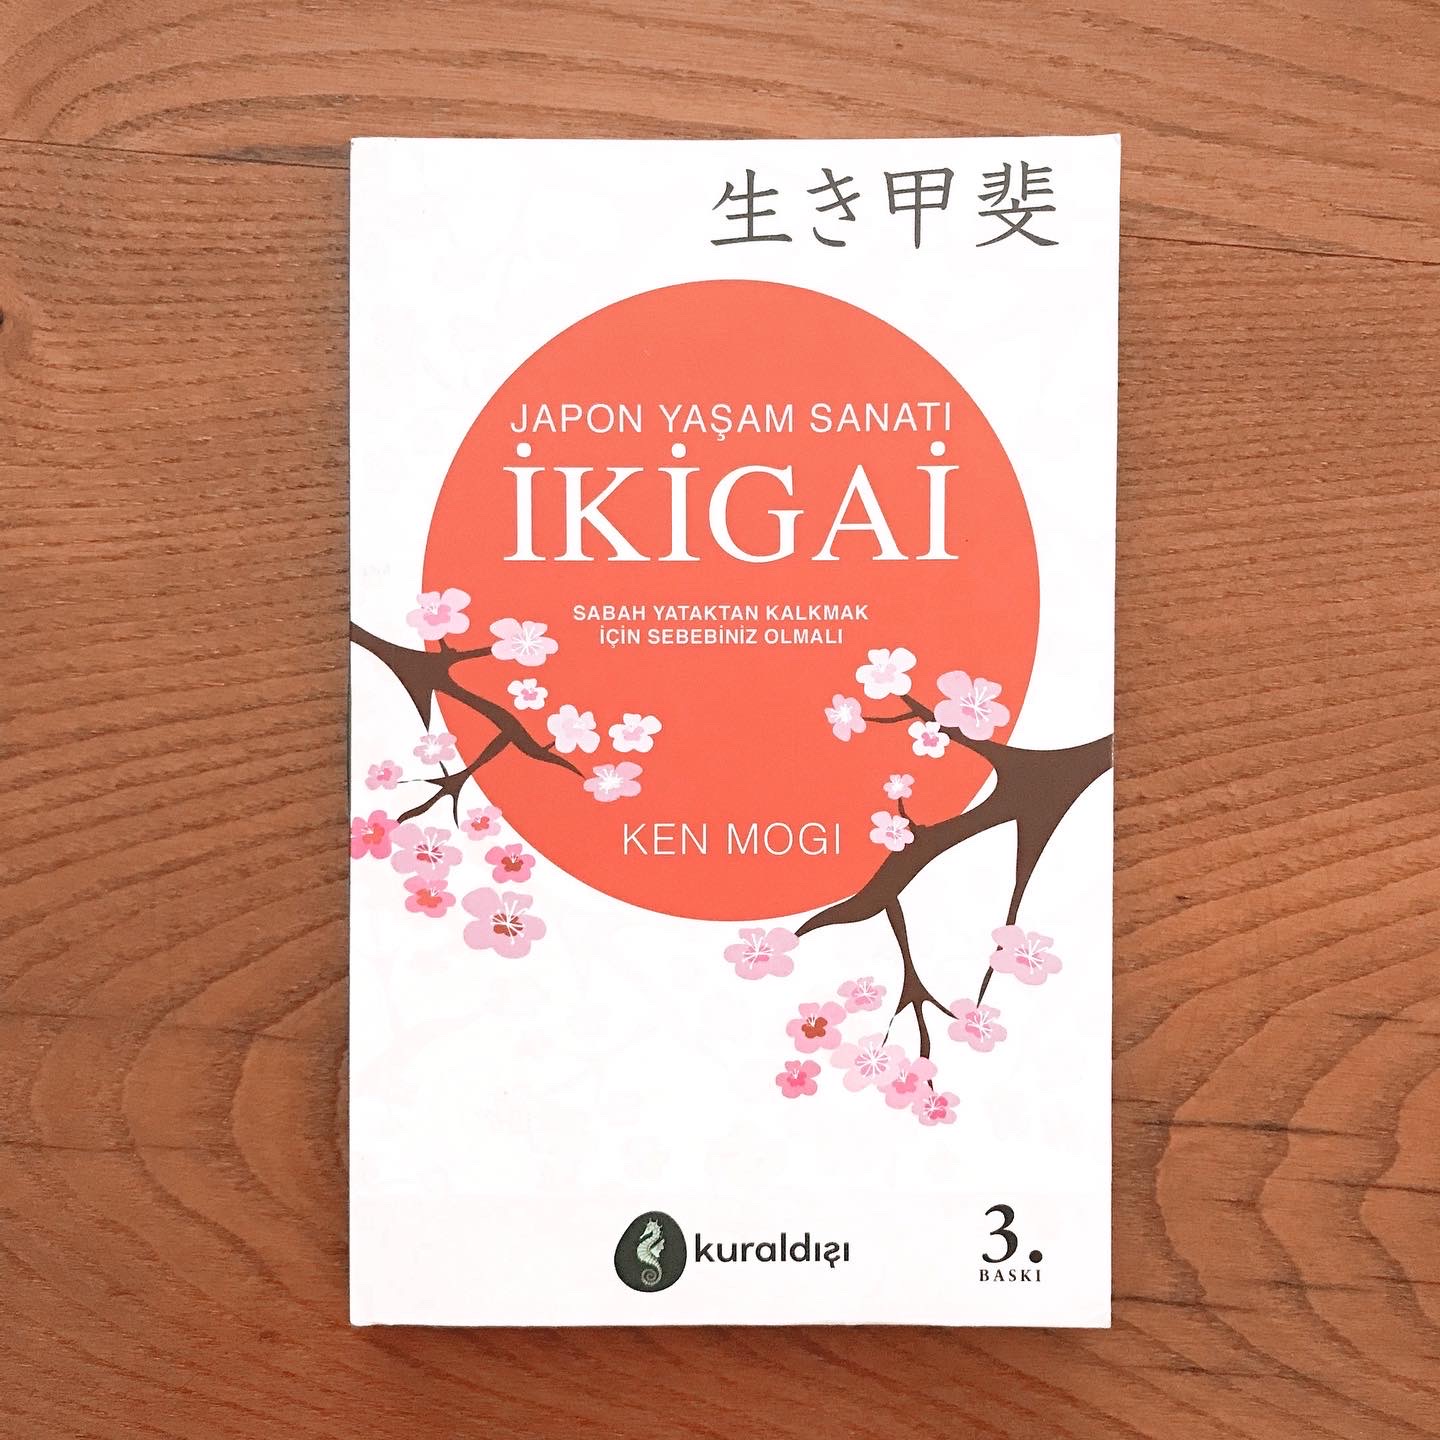 生き甲斐
JAPON YAŞAM SANATI
İKİGAİ
SABAH YATAKTAN KALKMAK
İÇİN SEBEBİNİZ OLMALI
KEN MOGI
kuraldışı
3.
BASKI